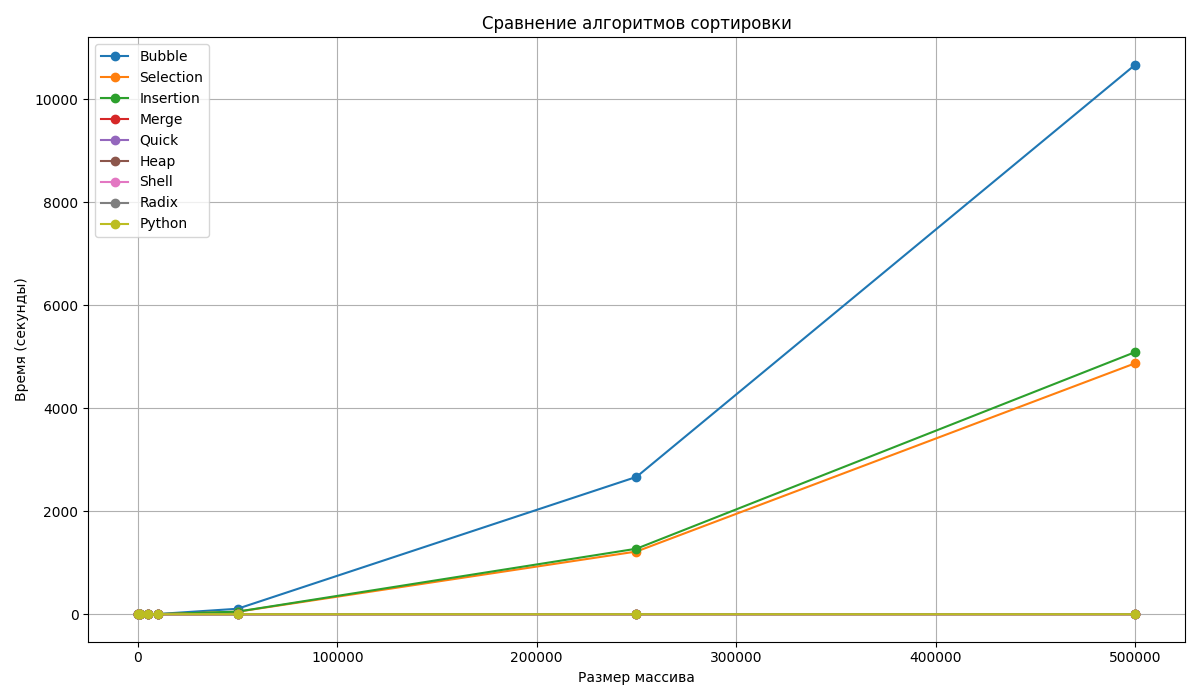 Сравнение алгоритмов сортировки
Bubble
Selection
Insertion
Merge
Quick
Heap
Shell
Radix
Python
Время (секунды)
10000
8000
6000
4000
2000
0
0
100000
200000
300000
400000
500000
Размер массива